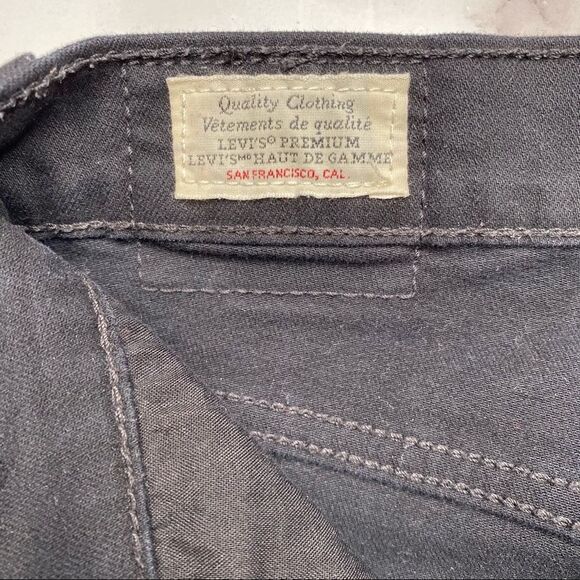 Quality Clothing
Vêtements de qualité
LEVI'S® PREMIUM
LEVI'S ᴹᴰ HAUT DE GAMME
SAN FRANCISCO, CAL.